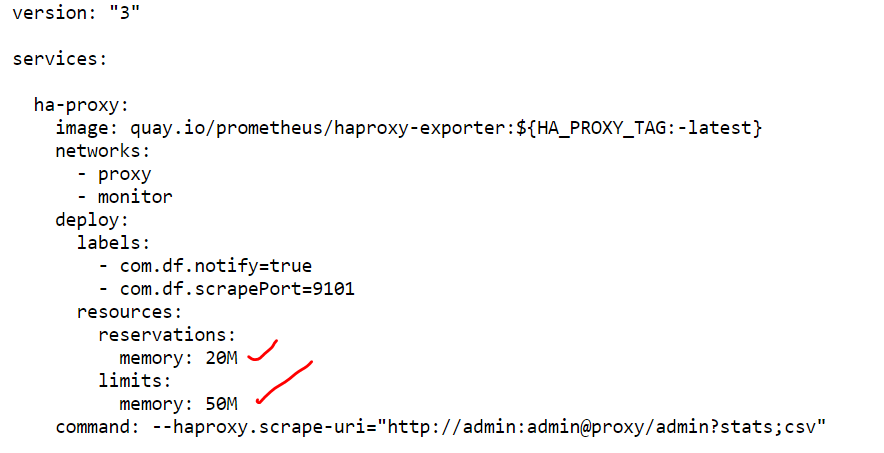 version: "3"
services:
ha-proxy:
image: quay.io/prometheus/haproxy-exporter:${HA_PROXY_TAG:-latest}
networks:
- proxy
- monitor
deploy:
labels:
- com.df.notify=true
- com.df.scrapePort=9101
resources:
reservations:
memory: 20M
limits:
memory: 50M
command: --haproxy.scrape-uri="http://admin:admin@proxy/admin?stats;csv"